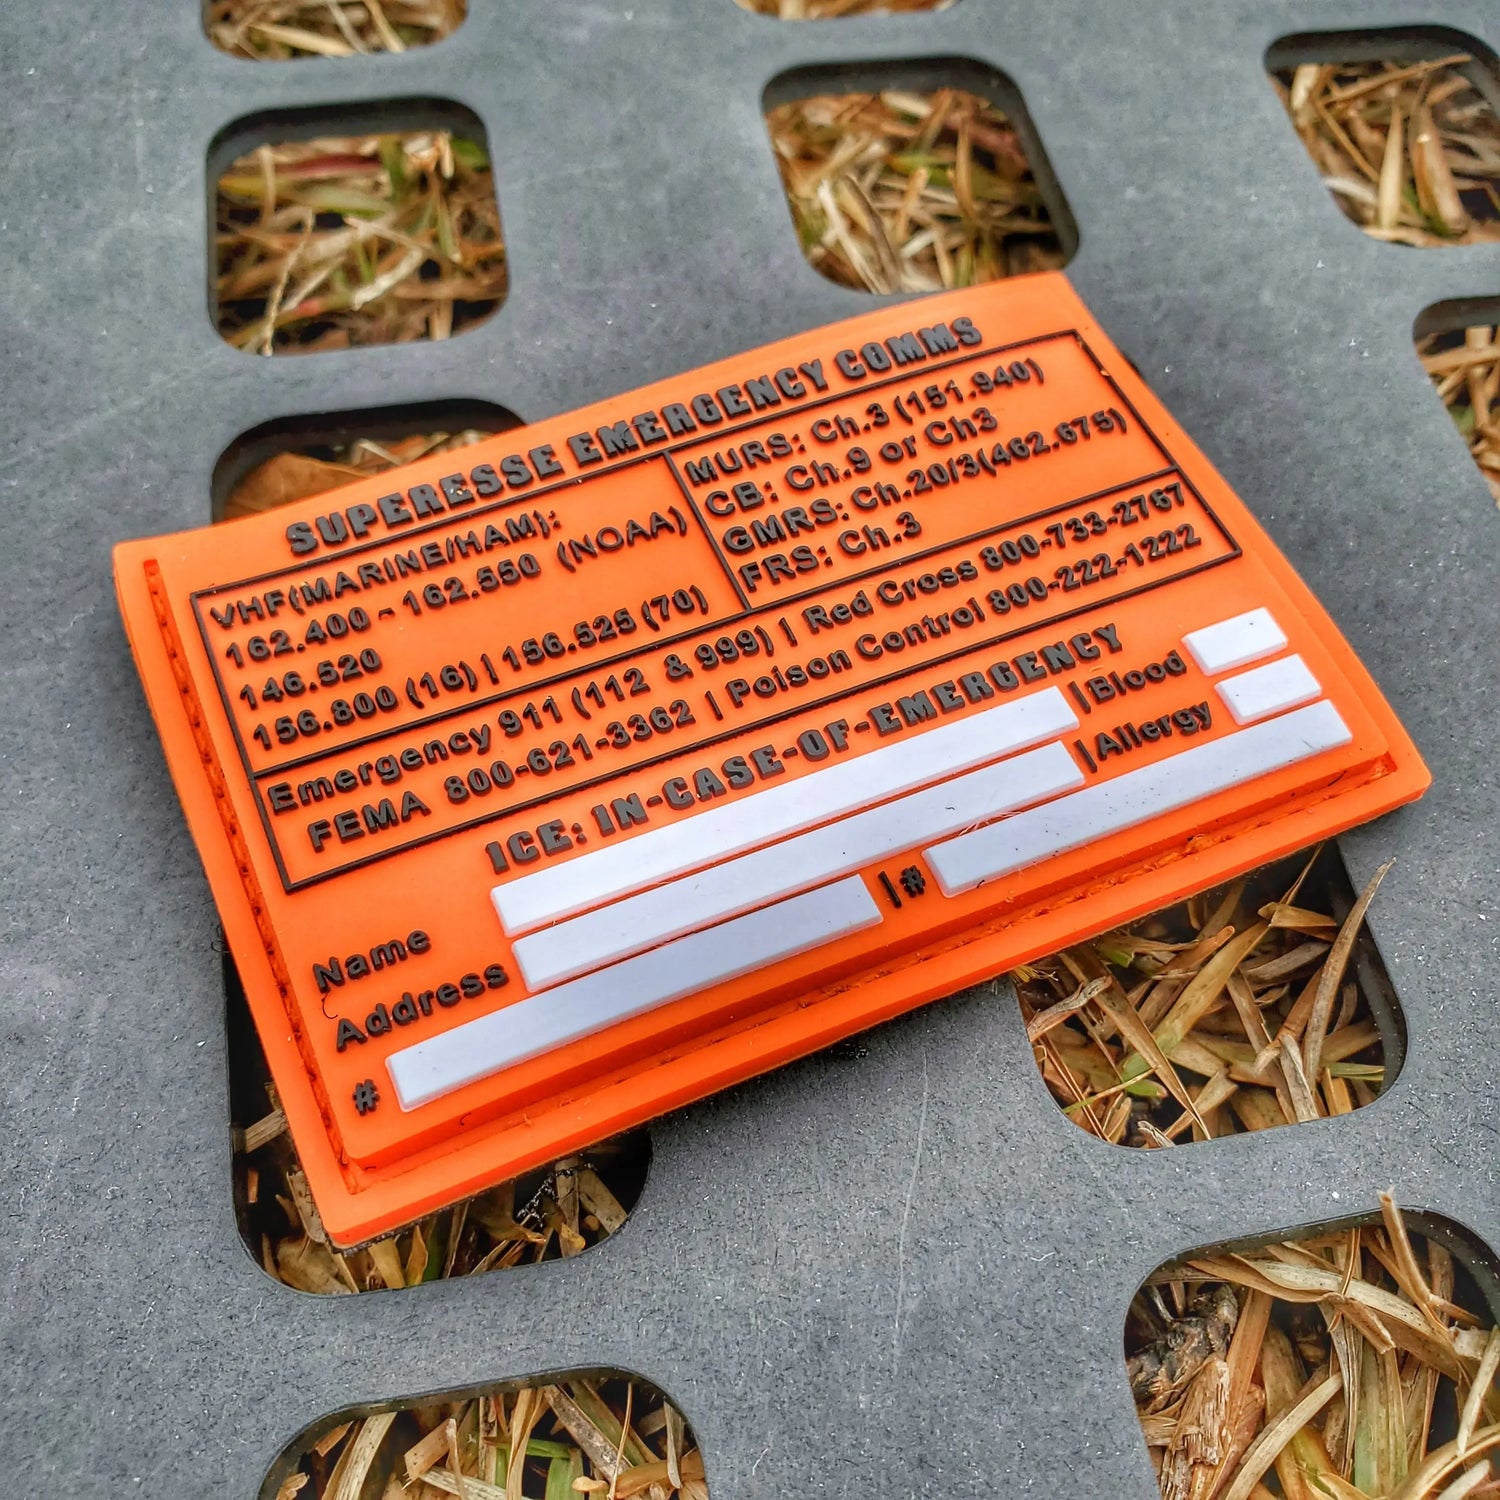 SUPERESSE EMERGENCY COMMS
VHF(MARINE/HAM):
162.400 - 162.550 (NOAA)
146.520
156.800 (16) | 156.525 (70)
MURS: Ch.3 (151.940)
CB: Ch.9 or Ch3
GMRS: Ch.20/3(462.675)
FRS: Ch.3
Emergency 911 (112 & 999) | Red Cross 800-733-2767
FEMA 800-621-3362 | Poison Control 800-222-1222
ICE: IN-CASE-OF-EMERGENCY
Name | Blood
Address | Allergy
# | #